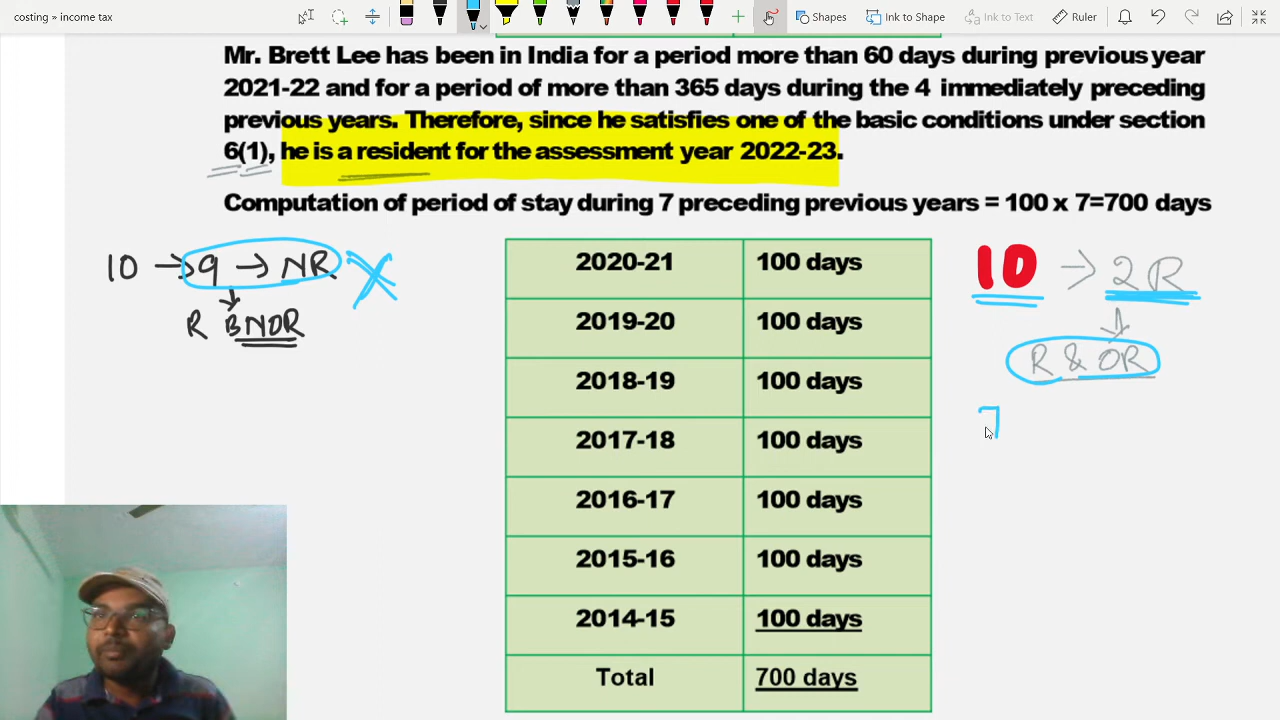 costing » income tax
Shapes Ink to Shape Ink to Text Ruler
Mr. Brett Lee has been in India for a period more than 60 days during previous year
2021-22 and for a period of more than 365 days during the 4 immediately preceding
previous years. Therefore, since he satisfies one of the basic conditions under section
6(1), he is a resident for the assessment year 2022-23.
Computation of period of stay during 7 preceding previous years = 100 x 7=700 days
10 → 9 → NR X
R BNOR
2020-21 100 days
2019-20 100 days
2018-19 100 days
2017-18 100 days
2016-17 100 days
2015-16 100 days
2014-15 100 days
Total 700 days
10 → 2 R
R & OR
7